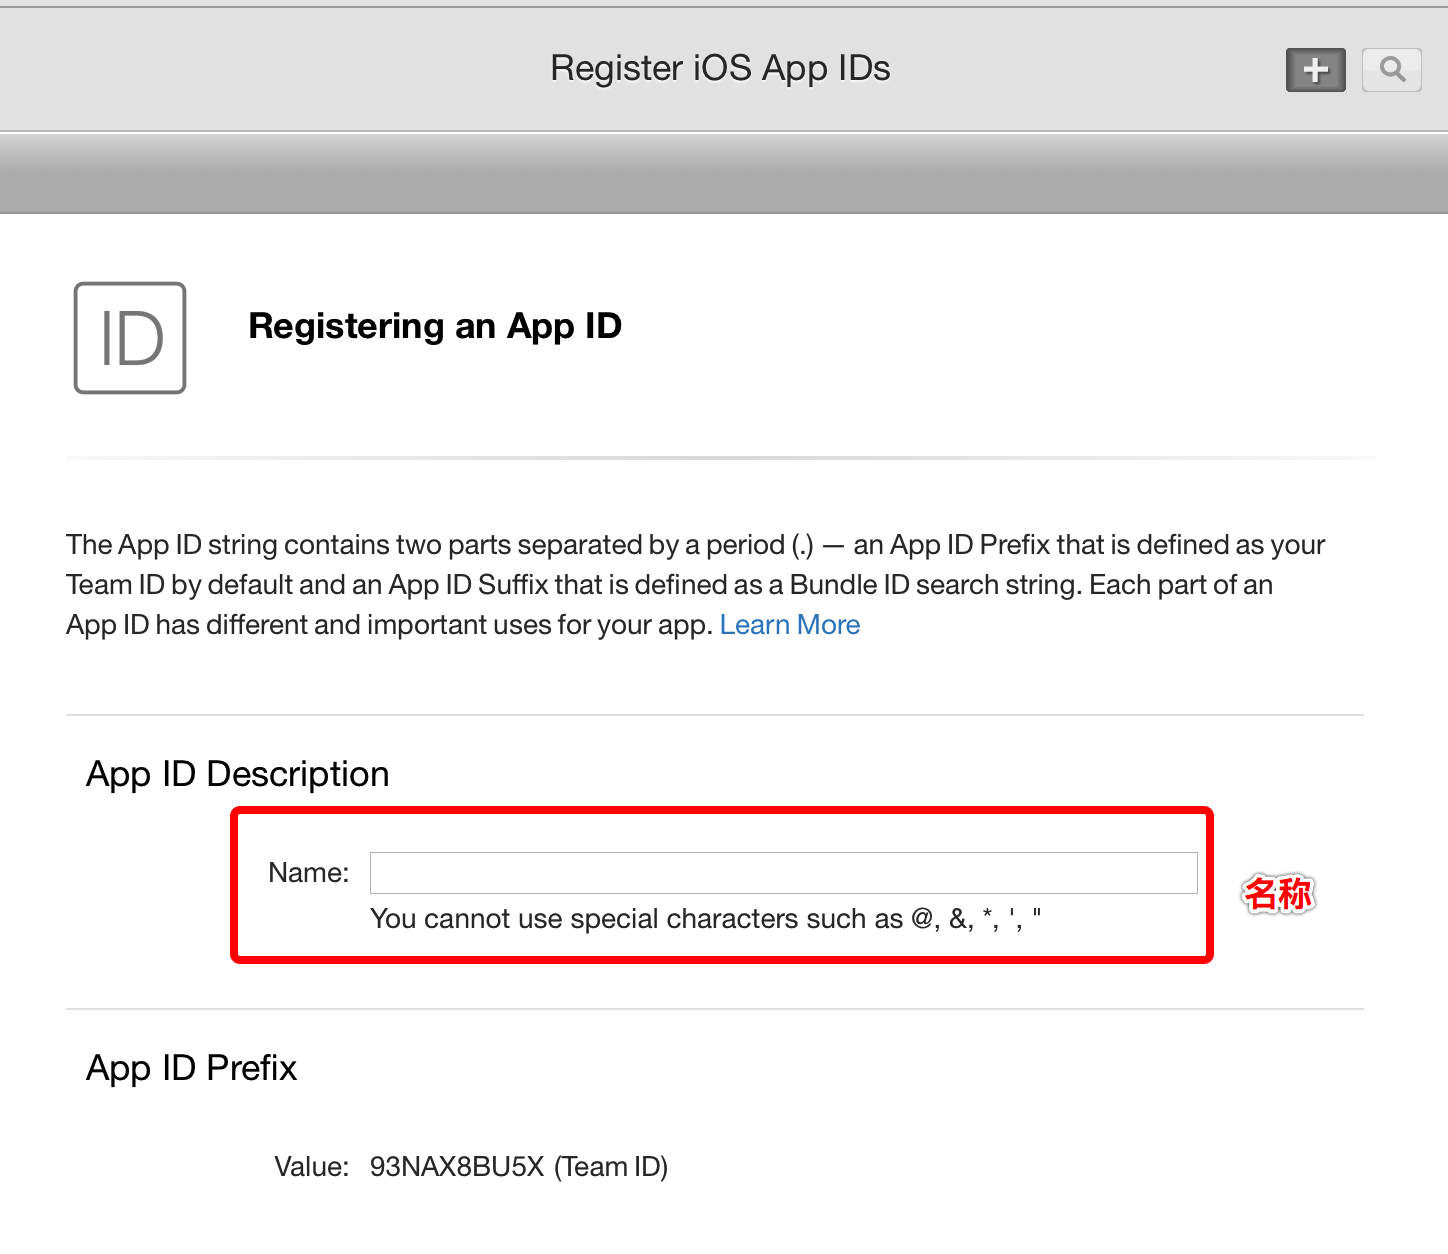 Register iOS App IDs
ID
Registering an App ID
The App ID string contains two parts separated by a period (.) — an App ID Prefix that is defined as your
Team ID by default and an App ID Suffix that is defined as a Bundle ID search string. Each part of an
App ID has different and important uses for your app. Learn More
App ID Description
Name:
You cannot use special characters such as @, &, *, ', "
名称
App ID Prefix
Value: 93NAX8BU5X (Team ID)